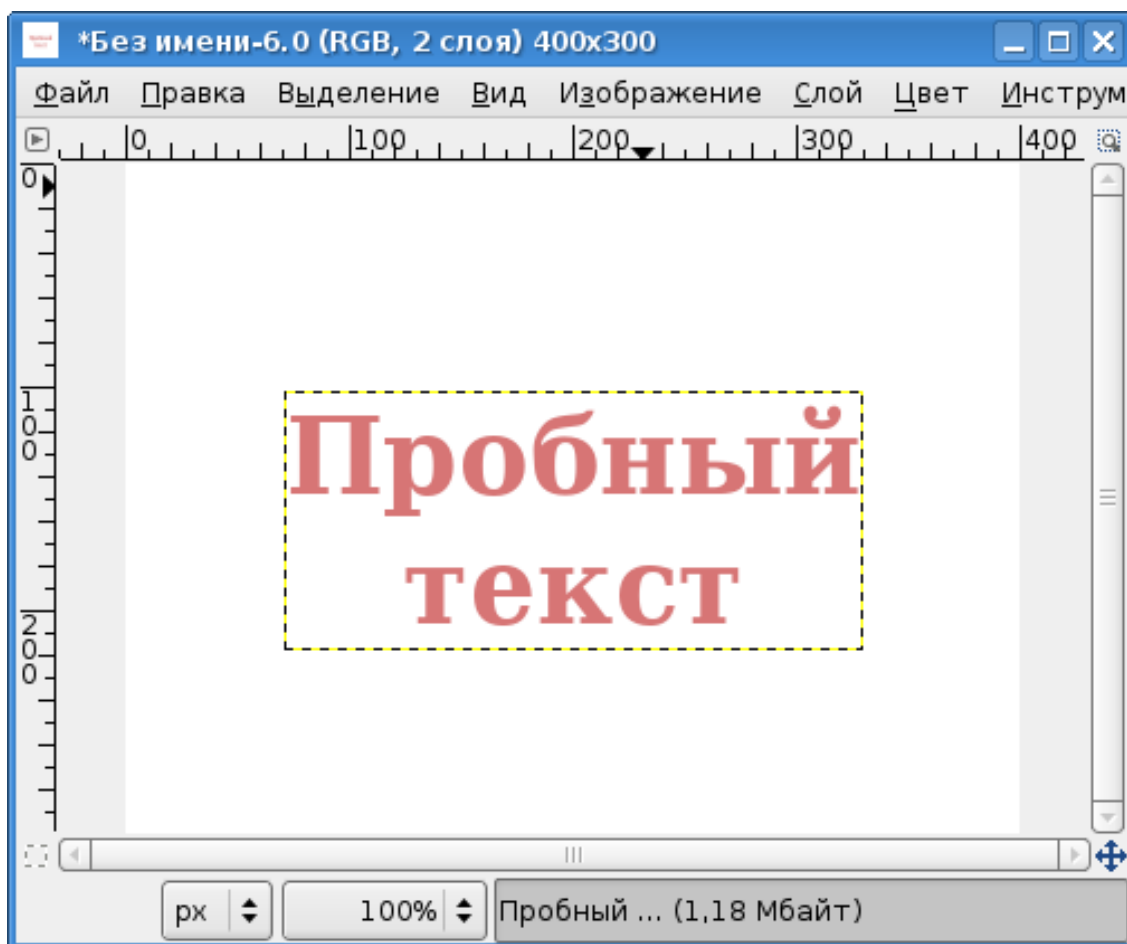 *Без имени-6.0 (RGB, 2 слоя) 400x300
Файл Правка Выделение Вид Изображение Слой Цвет Инструм
0 100 200 300 400
0
100
200
Пробный
текст
px 100% Пробный ... (1,18 Мбайт)